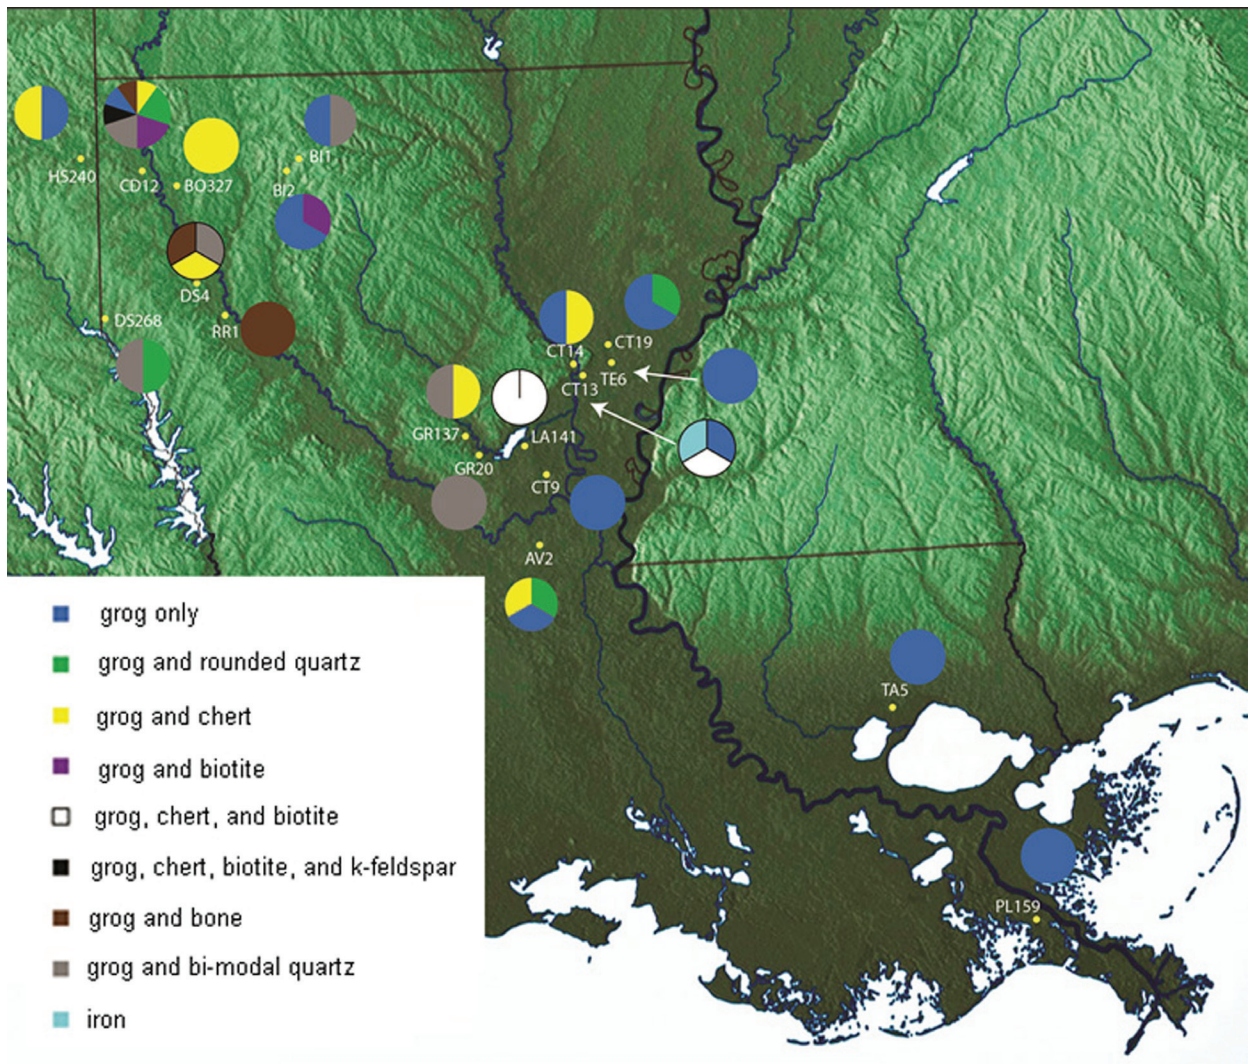 BI1
HS240
CD12
BO327
BI2
DS4
DS268
RR1
CT19
CT14
TE6
CT13
GR137
LA141
GR20
CT9
AV2
grog only
grog and rounded quartz
TA5
grog and chert
grog and biotite
grog, chert, and biotite
grog, chert, biotite, and k-feldspar
PL159
grog and bone
grog and bi-modal quartz
iron